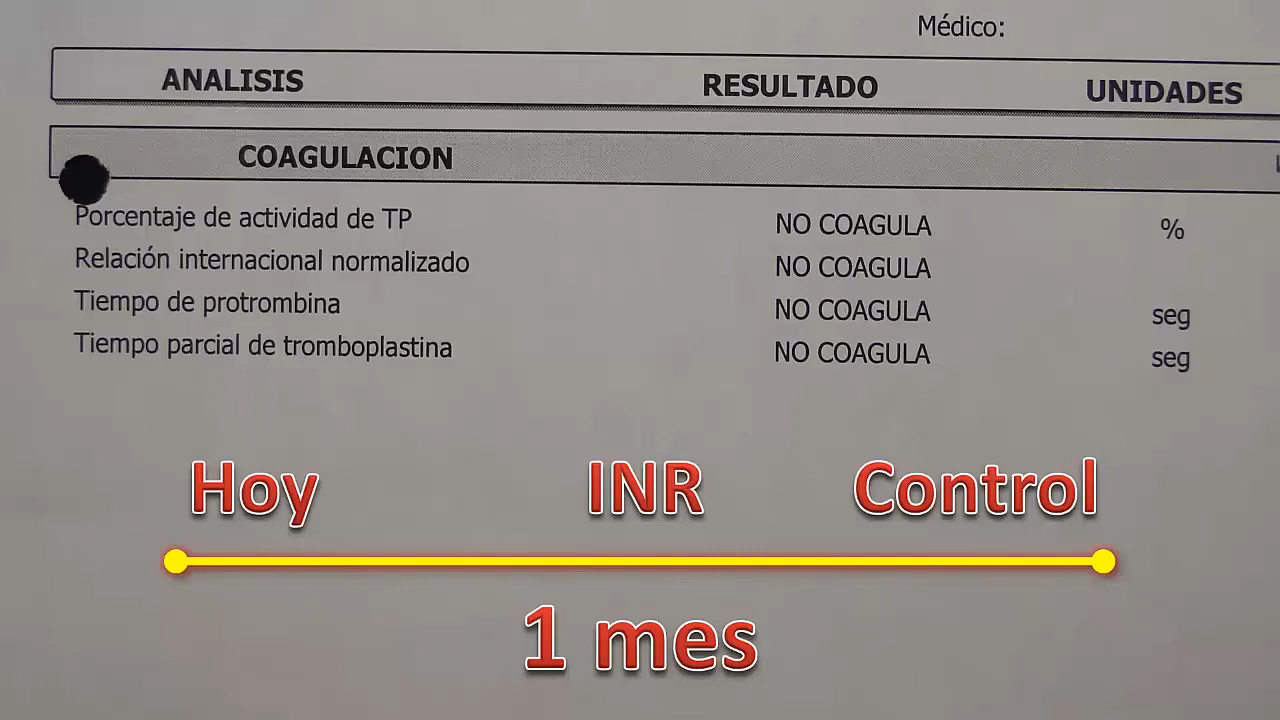 Médico:
ANALISIS RESULTADO UNIDADES
COAGULACION
Porcentaje de actividad de TP NO COAGULA %
Relación internacional normalizado NO COAGULA
Tiempo de protrombina NO COAGULA seg
Tiempo parcial de tromboplastina NO COAGULA seg
Hoy INR Control
1 mes